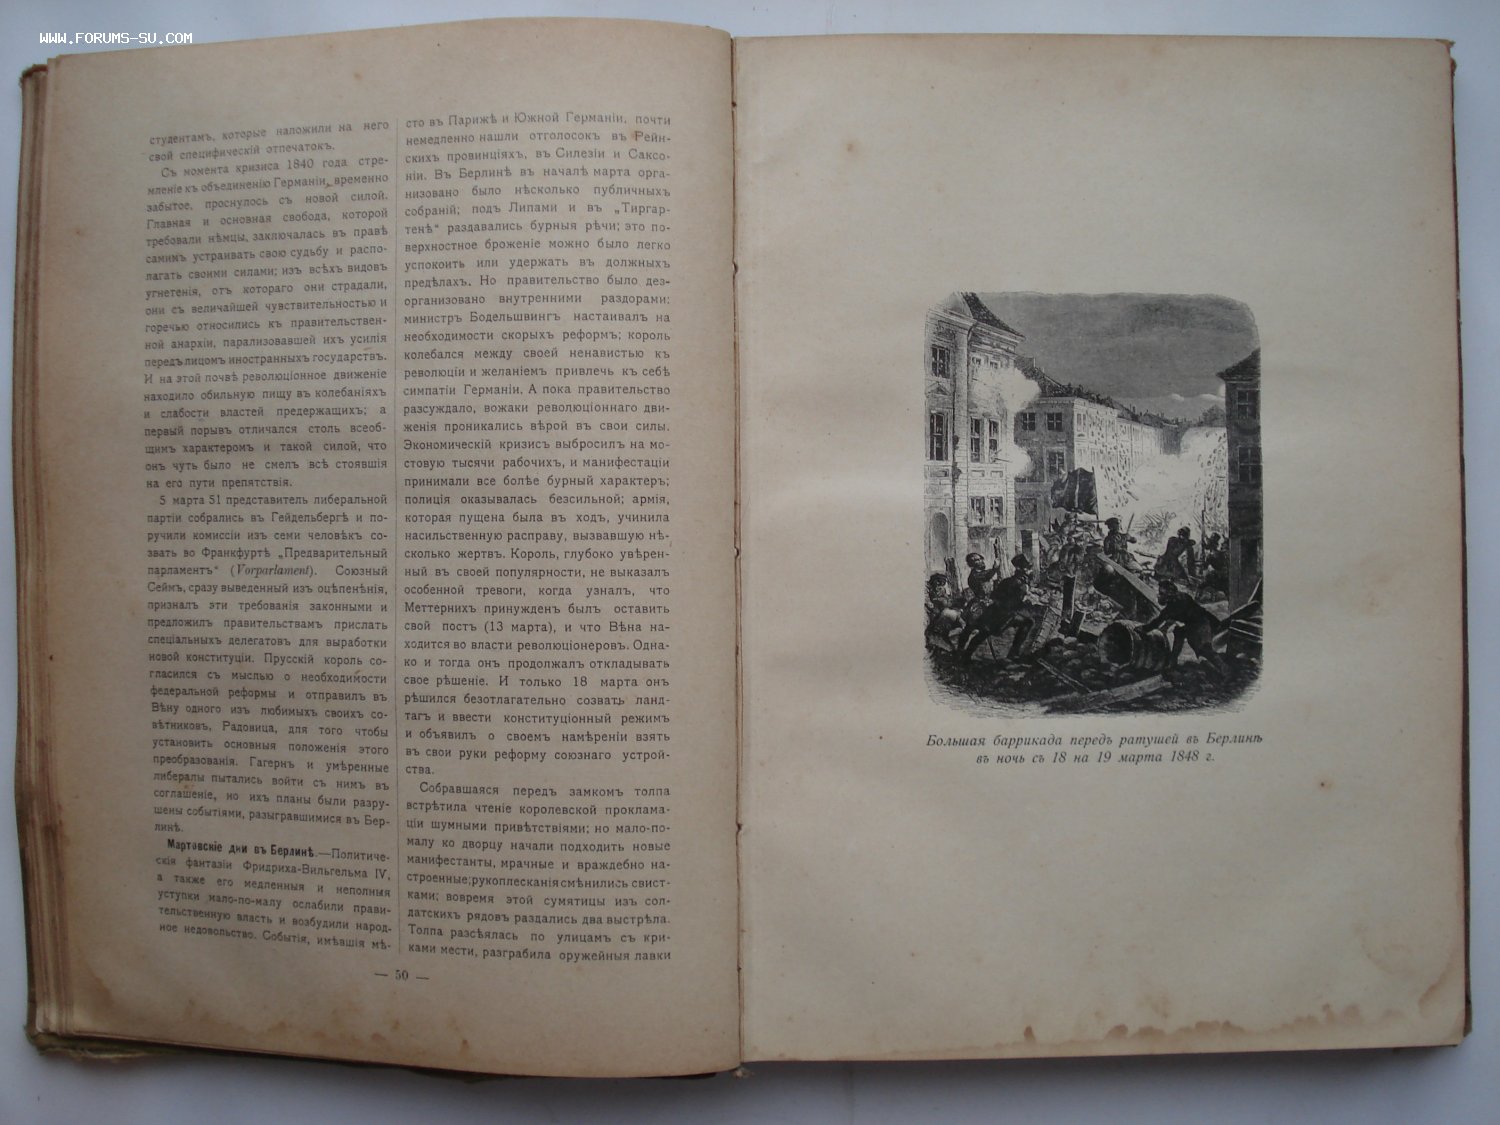 WWW.FORUMS-SU.COM
студентамъ, которые наложили на него
свой специфическій отпечатокъ.
Съ момента кризиса 1840 года стре-
мленіе къ объединенію Германіи, временно
забытое, проснулось съ новой силой.
Главная и основная свобода, которой
требовали нѣмцы, заключалась въ правѣ
самимъ устраивать свою судьбу и распо-
лагать своими силами; изъ всѣхъ видовъ
угнетенія, отъ котораго они страдали,
они съ величайшей чувствительностью и
горечью относились къ правительствен-
ной анархіи, парализовавшей ихъ усилія
передъ лицомъ иностранныхъ государствъ.
И на этой почвѣ революціонное движеніе
находило обильную пищу въ колебаніяхъ
и слабости властей предержащихъ; а
первый порывъ отличался столь всеоб-
щимъ характеромъ и такой силой, что
онъ чуть было не смелъ всѣ стоявшія
на его пути препятствія.
5 марта 51 представитель либеральной
партіи собрались въ Гейдельбергѣ и по-
ручили комиссіи изъ семи человѣкъ со-
звать во Франкфуртѣ „Предварительный
парламентъ“ (Vorparlament). Союзный
Сеймъ, сразу выведенный изъ оцѣпенѣнія,
призналъ эти требованія законными и
предложилъ правительствамъ прислать
спеціальныхъ делегатовъ для выработки
новой конституціи. Прусскій король со-
гласился съ мыслью о необходимости
федеральной реформы и отправилъ въ
Вѣну одного изъ любимыхъ своихъ со-
вѣтниковъ, Радовица, для того чтобы
установить основныя положенія этого
преобразованія. Гагернъ и умѣренные
либералы пытались войти съ нимъ въ
соглашеніе, но ихъ планы были разру-
шены событіями, разыгравшимися въ Бер-
линѣ.
Мартовскіе дни въ Берлинѣ.—Политиче-
скія фантазіи Фридриха-Вильгельма IV,
а также его медленныя и неполныя
уступки мало-по-малу ослабили прави-
тельственную власть и возбудили народ-
ное недовольство. Событія, имѣвшія мѣ-
сто въ Парижѣ и Южной Германіи, почти
немедленно нашли отголосокъ въ Рейн-
скихъ провинціяхъ, въ Силезіи и Саксо-
ніи. Въ Берлинѣ въ началѣ марта орга-
низовано было нѣсколько публичныхъ
собраній; подъ Липами и въ „Тиргар-
тенѣ“ раздавались бурныя рѣчи; это по-
верхностное броженіе можно было легко
успокоить или удержать въ должныхъ
предѣлахъ. Но правительство было дез-
организовано внутренними раздорами;
министръ Бодельшвингъ настаивалъ на
необходимости скорыхъ реформъ; король
колебался между своей ненавистью къ
революціи и желаніемъ привлечь къ себѣ
симпатіи Германіи. А пока правительство
разсуждало, вожаки революціоннаго дви-
женія проникались вѣрой въ свои силы.
Экономическій кризисъ выбросилъ на мо-
стовую тысячи рабочихъ, и манифестаціи
принимали все болѣе бурный характеръ;
полиція оказывалась безсильной; армія,
которая пущена была въ ходъ, учинила
насильственную расправу, вызвавшую нѣ-
сколько жертвъ. Король, глубоко увѣрен-
ный въ своей популярности, не выказалъ
особенной тревоги, когда узналъ, что
Меттернихъ принужденъ былъ оставить
свой постъ (13 марта), и что Вѣна на-
ходится во власти революціонеровъ. Одна-
ко и тогда онъ продолжалъ откладывать
свое рѣшеніе. И только 18 марта онъ
рѣшился безотлагательно созвать ланд-
тагъ и ввести конституціонный режимъ
и объявилъ о своемъ намѣреніи взять
въ свои руки реформу союзнаго устрой-
ства.
Собравшаяся передъ замкомъ толпа
встрѣтила чтеніе королевской прокламa-
ціи шумными привѣтствіями; но мало-по-
малу ко дворцу начали подходить новые
манифестанты, мрачные и враждебно на-
строенные; рукоплесканія смѣнились свист-
ками; вовремя этой сумятицы изъ сол-
датскихъ рядовъ раздались два выстрѣла.
Толпа разсѣялась по улицамъ съ кри-
ками мести, разграбила оружейныя лавки
— 50 —
Большая баррикада передъ ратушей въ Берлинѣ
въ ночь съ 18 на 19 марта 1848 г.